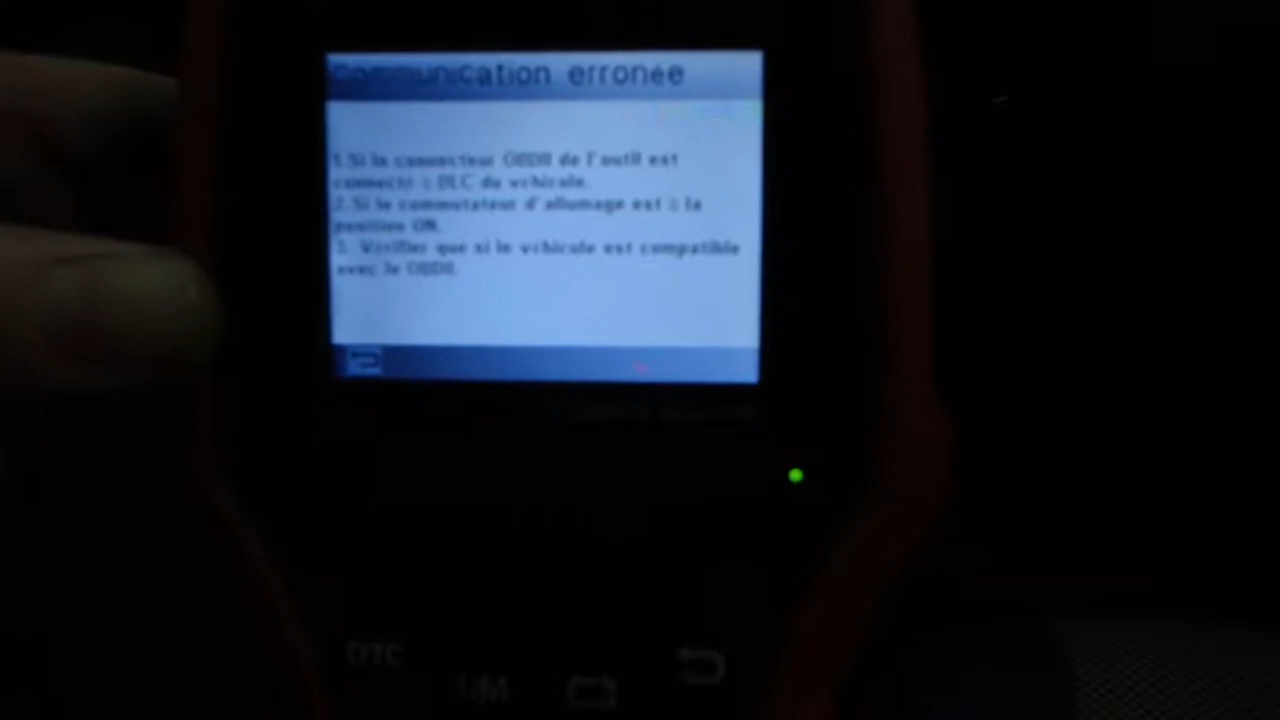 Communication erronée
1.Si le connecteur OBDII de l'outil est
connecté à DLC du véhicule.
2.Si le commutateur d'allumage est à la
position ON.
3. Vérifier que si le véhicule est compatible
avec le OBDII.
DTC
I/M